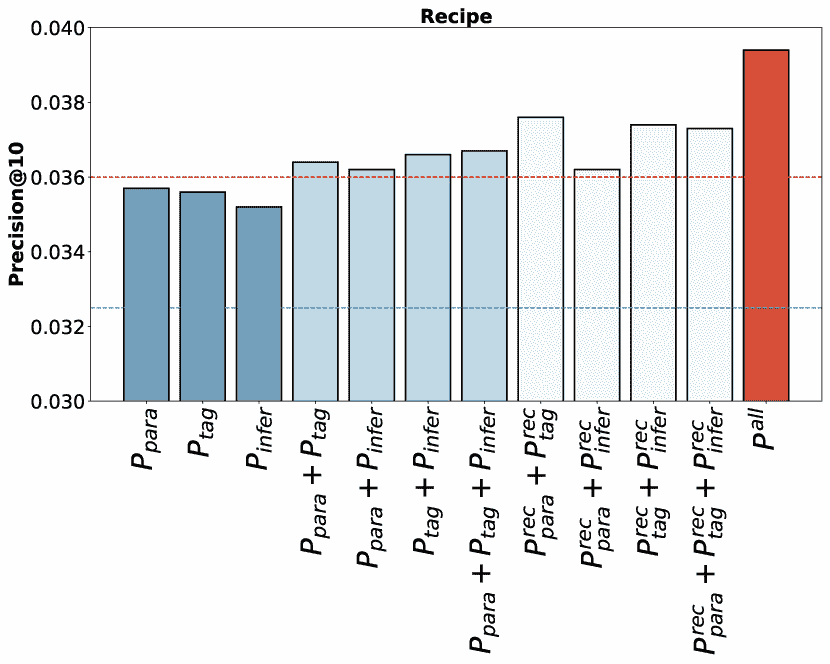 Recipe
Precision@10
0.040
0.038
0.036
0.034
0.032
0.030
P_para
P_tag
P_infer
P_para + P_tag
P_para + P_infer
P_tag + P_infer
P_para + P_tag + P_infer
P^rec_para + P^rec_tag
P^rec_para + P^rec_infer
P^rec_tag + P^rec_infer
P^rec_para + P^rec_tag + P^rec_infer
P^all